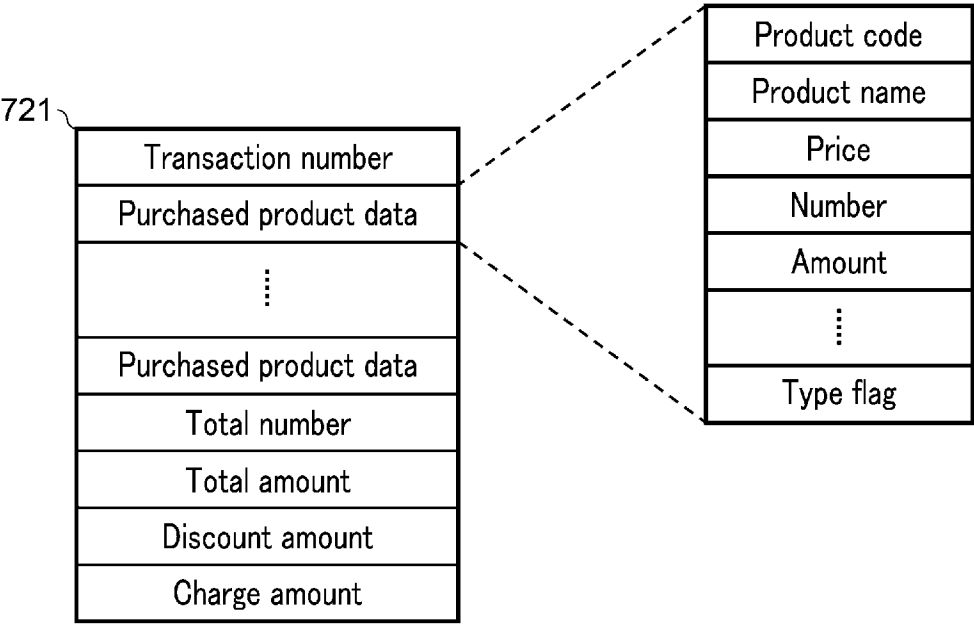 721
Transaction number
Purchased product data
Purchased product data
Total number
Total amount
Discount amount
Charge amount
Product code
Product name
Price
Number
Amount
Type flag